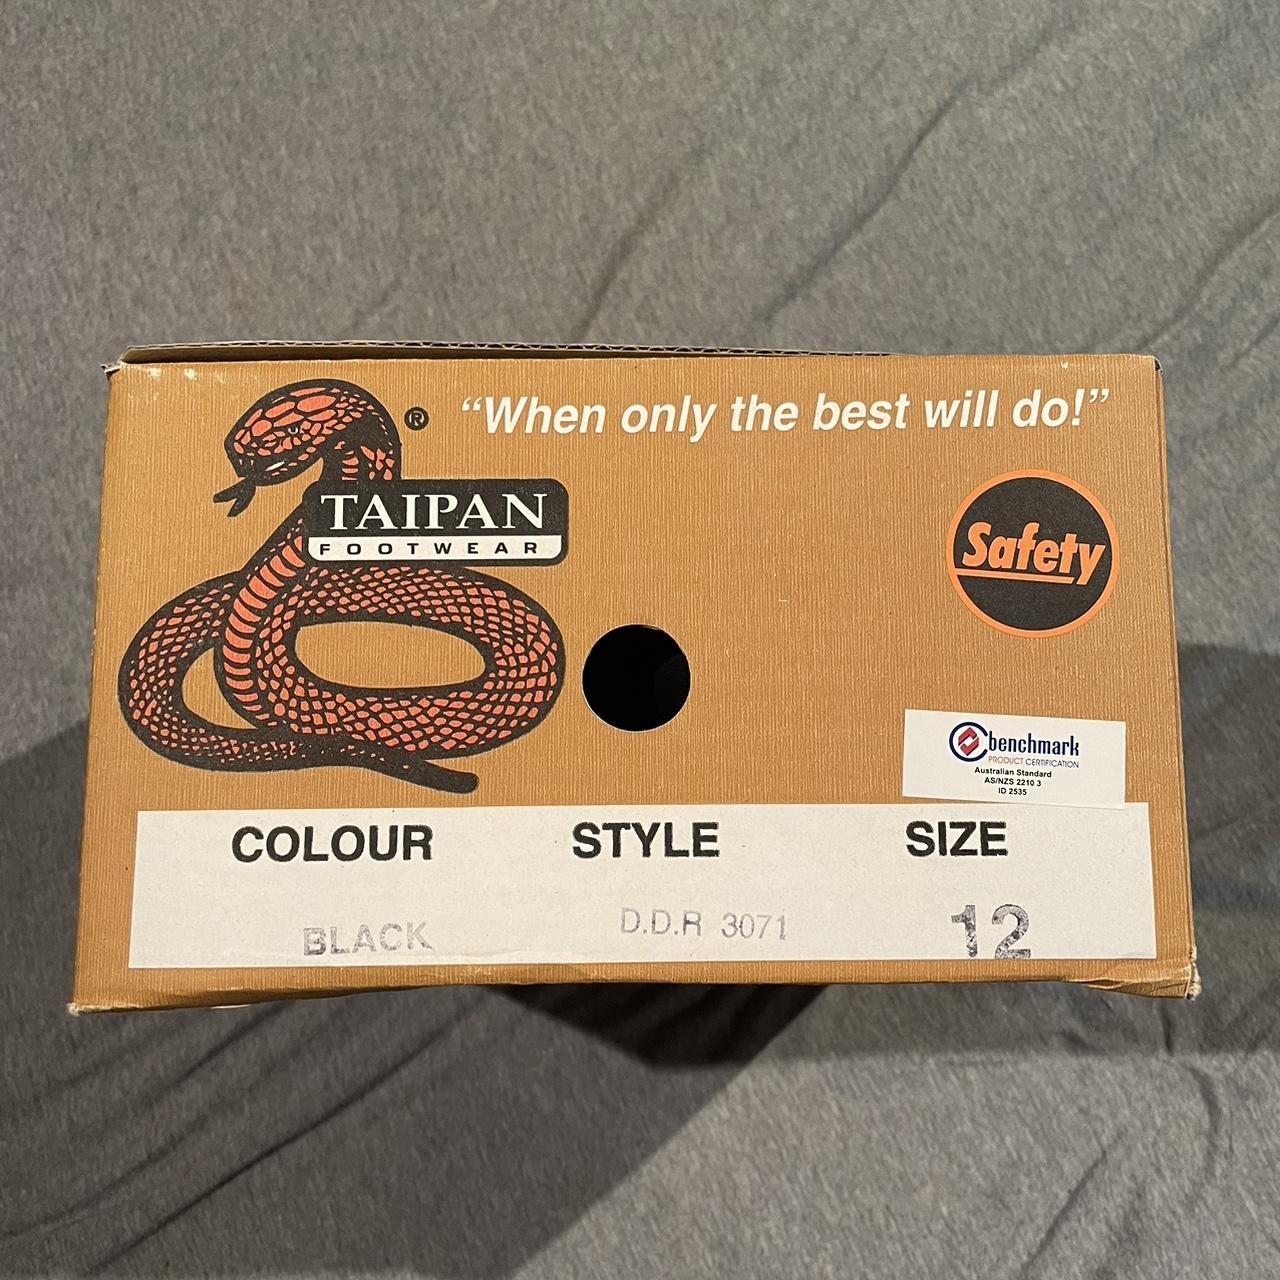 ®
“When only the best will do!”
TAIPAN
FOOTWEAR
Safety
benchmark
PRODUCT CERTIFICATION
Australian Standard
AS/NZS 2210 3
ID 2535
COLOUR STYLE SIZE
BLACK D.D.R 3071 12